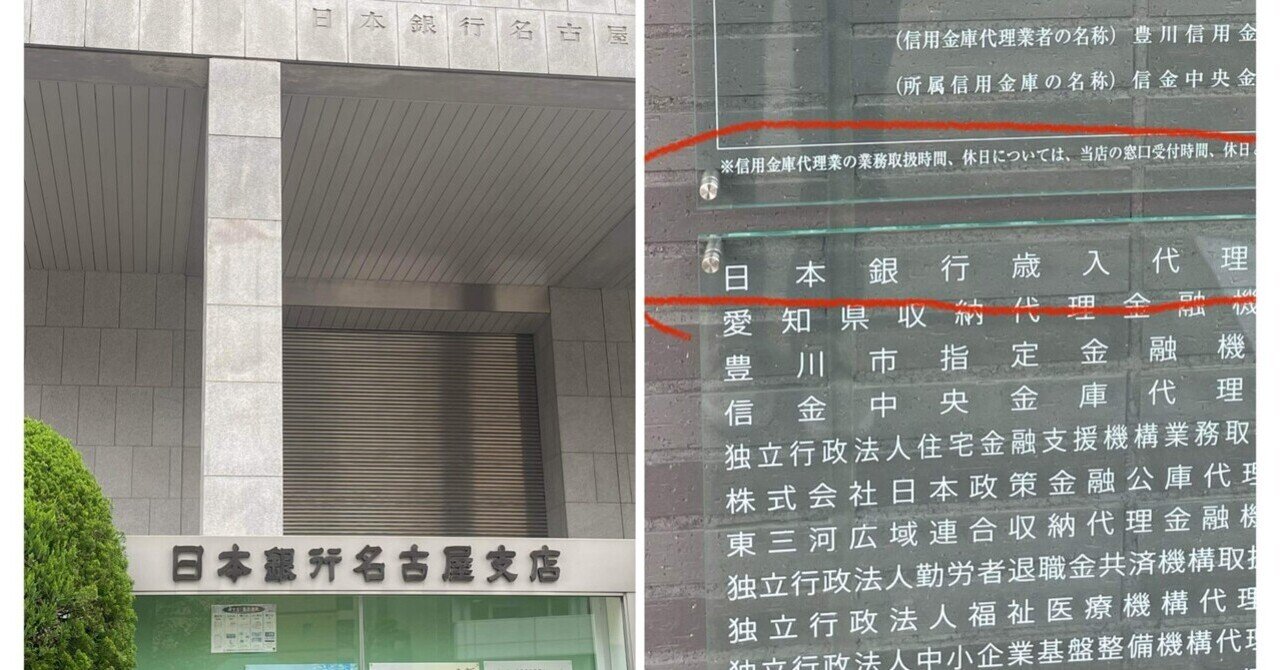 日本銀行名古屋
日本銀行名古屋支店
(信用金庫代理業者の名称) 豊川信用金
(所属信用金庫の名称) 信金中央金
※信用金庫代理業の業務取扱時間、休日については、当店の窓口受付時間、休日と
日本銀行歳入代理
愛知県収納代理金融機
豊川市指定金融機
信金中央金庫代理
独立行政法人住宅金融支援機構業務取
株式会社日本政策金融公庫代理
東三河広域連合収納代理金融機
独立行政法人勤労者退職金共済機構取扱
独立行政法人福祉医療機構代理
独立行政法人中小企業基盤整備機構代理